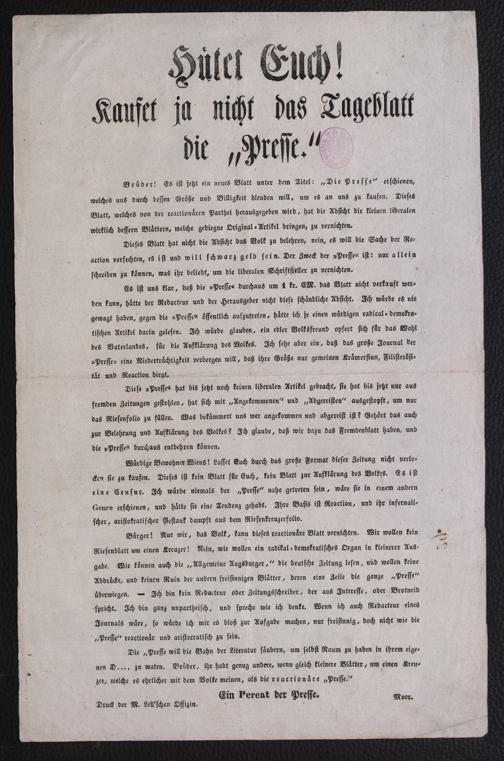 Hütet Euch!
Kaufet ja nicht das Tageblatt
die „Presse.“
Brüder! Es ist jetzt ein neues Blatt unter dem Titel: „Die Presse“ erschienen,
welches uns durch dessen Größe und Billigkeit blenden will, um es an uns zu kaufen. Dieses
Blatt, welches von der reactionären Parthei herausgegeben wird, hat die Absicht die kleinen liberalen
wirklich bessern Blättern, welche gediegne Original-Artikel bringen, zu vernichten.
Dieses Blatt hat nicht die Absicht das Volk zu belehren, nein, es will die Sache der Re-
action verfechten, es ist und will schwarz gelb sein. Der Zweck der »Presse« ist: nur allein
schreiben zu können, was ihr beliebt, um die liberalen Schriftsteller zu vernichten.
Es ist uns klar, daß die »Presse« durchaus um 1 kr. CM. das Blatt nicht verkauft wer-
den kann, hätte der Redacteur und der Herausgeber nicht diese schändliche Absicht. Ich würde es nie
gewagt haben, gegen die »Presse« öffentlich aufzutreten, hätte ich je einen würdigen radical-demokra-
tischen Artikel darin gelesen. Ich würde glauben, ein edler Volksfreund opfert sich für das Wohl
des Vaterlandes, für die Aufklärung des Volkes. Ich sehe aber ein, daß das große Journal der
»Presse« eine Niederträchtigkeit verbergen will, daß ihre Größe nur gemeinen Krämersinn, Filisterösi-
tät und Reaction birgt.
Diese »Presse« hat bis jetzt noch keinen liberalen Artikel gebracht, sie hat bis jetzt nur aus
fremden Zeitungen gestohlen, hat sich mit „Angekommenen“ und „Abgereisten“ ausgestopft, um nur
das Riesenfolio zu füllen. Was bekümmert uns wer angekommen und abgereist ist? Gehört das auch
zur Belehrung und Aufklärung des Volkes? Ich glaube, daß wir dazu das Fremdenblatt haben, und
die »Presse« durchaus entbehren können.
Würdige Bewohner Wiens! Lasset Euch durch das große Format dieser Zeitung nicht verlo-
cken sie zu kaufen. Dieses ist kein Blatt für Euch, kein Blatt zur Aufklärung des Volkes. Es ist
eine Censur. Ich würde niemals der „Presse“ nahe getreten sein, wäre sie in einem andern
Genre erschienen, und hätte sie eine Tendenz gehabt. Ihre Basis ist Reaction, und ihr infernali-
scher, aristokratischer Gestank dampft aus dem Riesenkreuzerfolio.
Bürger! Nur wir, das Volk, kann dieses reactionäre Blatt vernichten. Wir wollen kein
Riesenblatt um einen Kreuzer! Nein, wir wollen ein radikal-demokratisches Organ in kleinerer Aus-
gabe. Wir können auch die „Allgemeine Augsburger,“ die deutsche Zeitung lesen, und wollen keine
Abdrücke, und keinen Ruin der andern freisinnigen Blätter, deren eine Zeile die ganze „Presse“
überwiegen. — Ich bin kein Redacteur oder Zeitungsschreiber, der aus Interesse, oder Brotneid
spricht. Ich bin ganz unpartheisch, und spreche wie ich denke. Wenn ich auch Redacteur eines
Journals wäre, so würde ich mir es bloß zur Aufgabe machen, nur freisinnig, doch nicht wie die
„Presse“ reactionär und aristocratisch zu sein.
Die „Presse will die Bahn der Literatur säubern, um selbst Raum zu haben in ihrem eige-
nen D.... zu waten. Brüder, ihr habt genug andere, wenn gleich kleinere Blätter, um einen Kreu-
zer, welche es ehrlicher mit dem Volke meinen, als die reactionäre „Presse.“
Ein Pereat der Presse.
Moor.
Druck der M. Lell'schen Offizin.